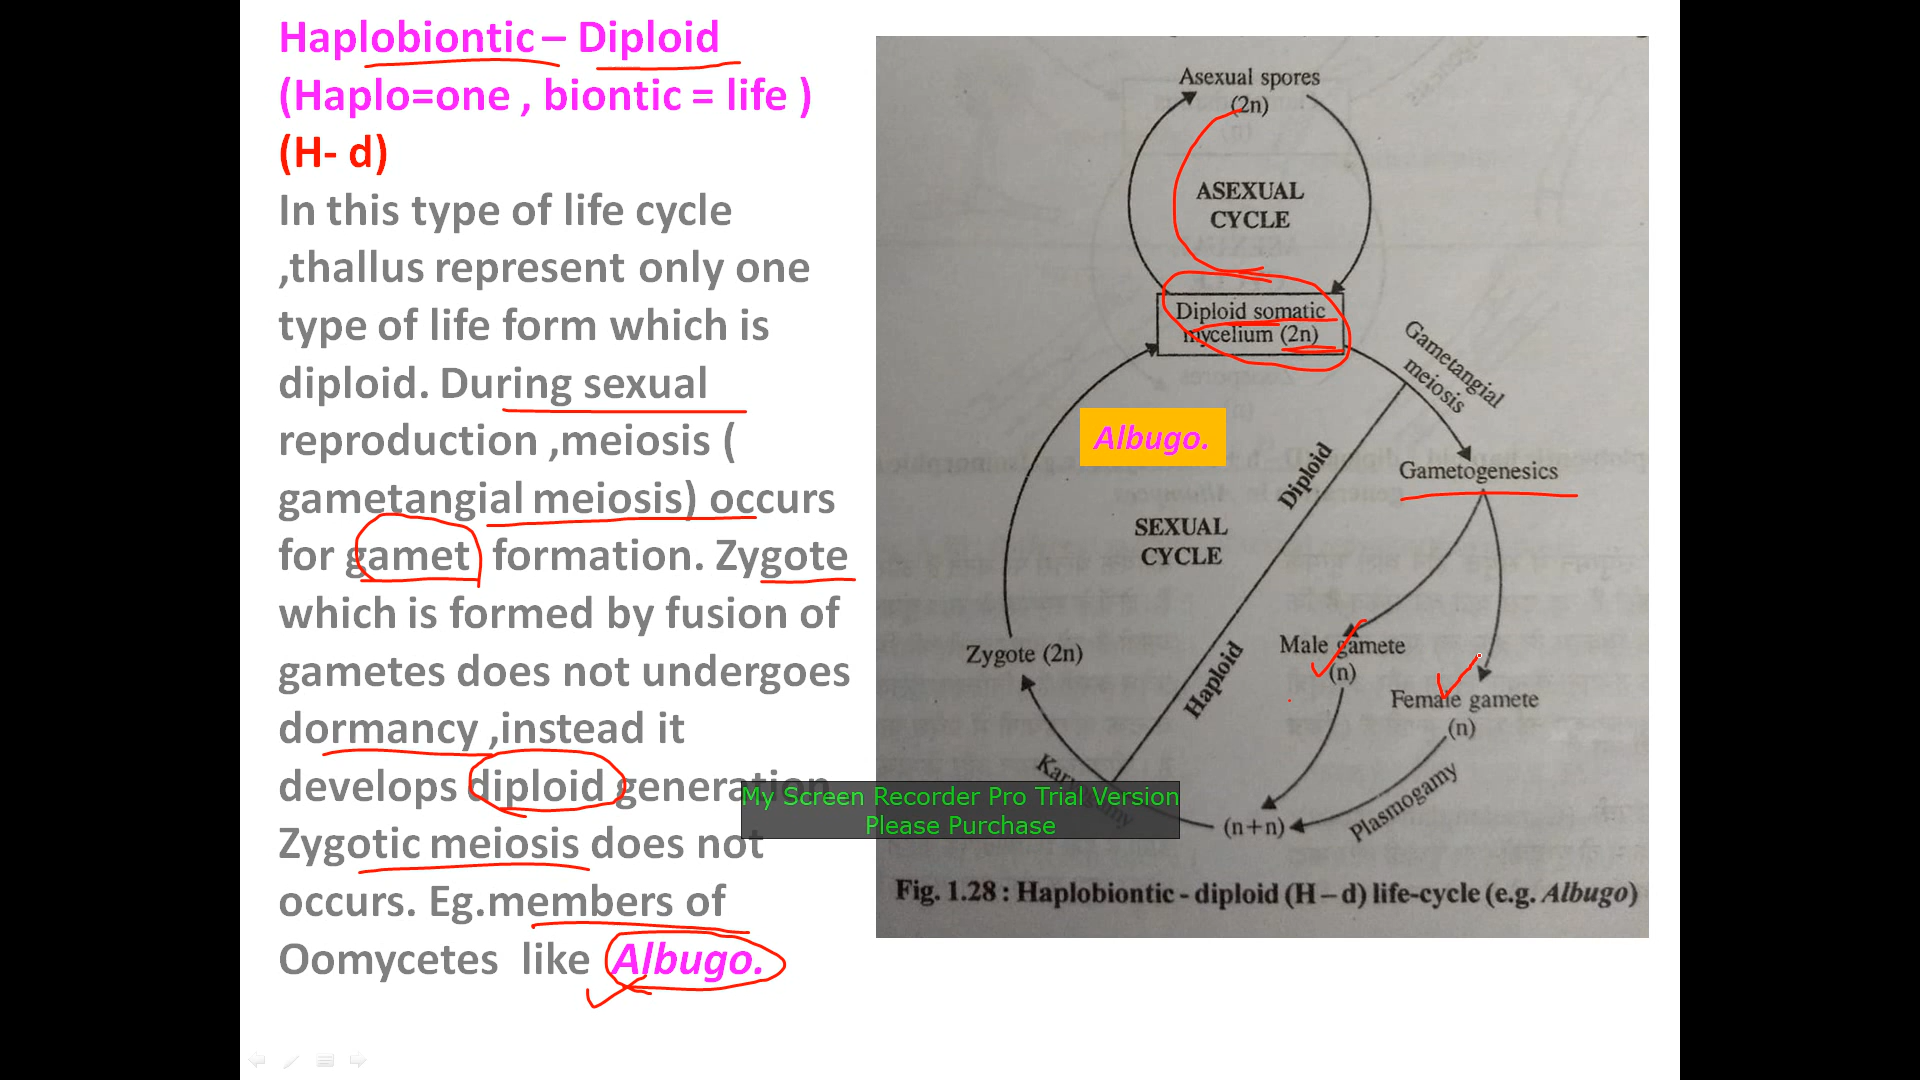 Haplobiontic – Diploid
(Haplo=one , biontic = life )
(H- d)
In this type of life cycle
,thallus represent only one
type of life form which is
diploid. During sexual
reproduction ,meiosis (
gametangial meiosis) occurs
for gamet formation. Zygote
which is formed by fusion of
gametes does not undergoes
dormancy ,instead it
develops diploid generation
Zygotic meiosis does not
occurs. Eg.members of
Oomycetes like Albugo.
Asexual spores
(2n)
ASEXUAL
CYCLE
Diploid somatic
mycelium (2n)
Gametangial
meiosis
Albugo.
Gametogenesics
Diploid
SEXUAL
CYCLE
Haploid
Zygote (2n)
Male gamete
(n)
Female gamete
(n)
Plasmogamy
(n+n)
My Screen Recorder Pro Trial Version
Please Purchase
Fig. 1.28 : Haplobiontic - diploid (H – d) life-cycle (e.g. Albugo)